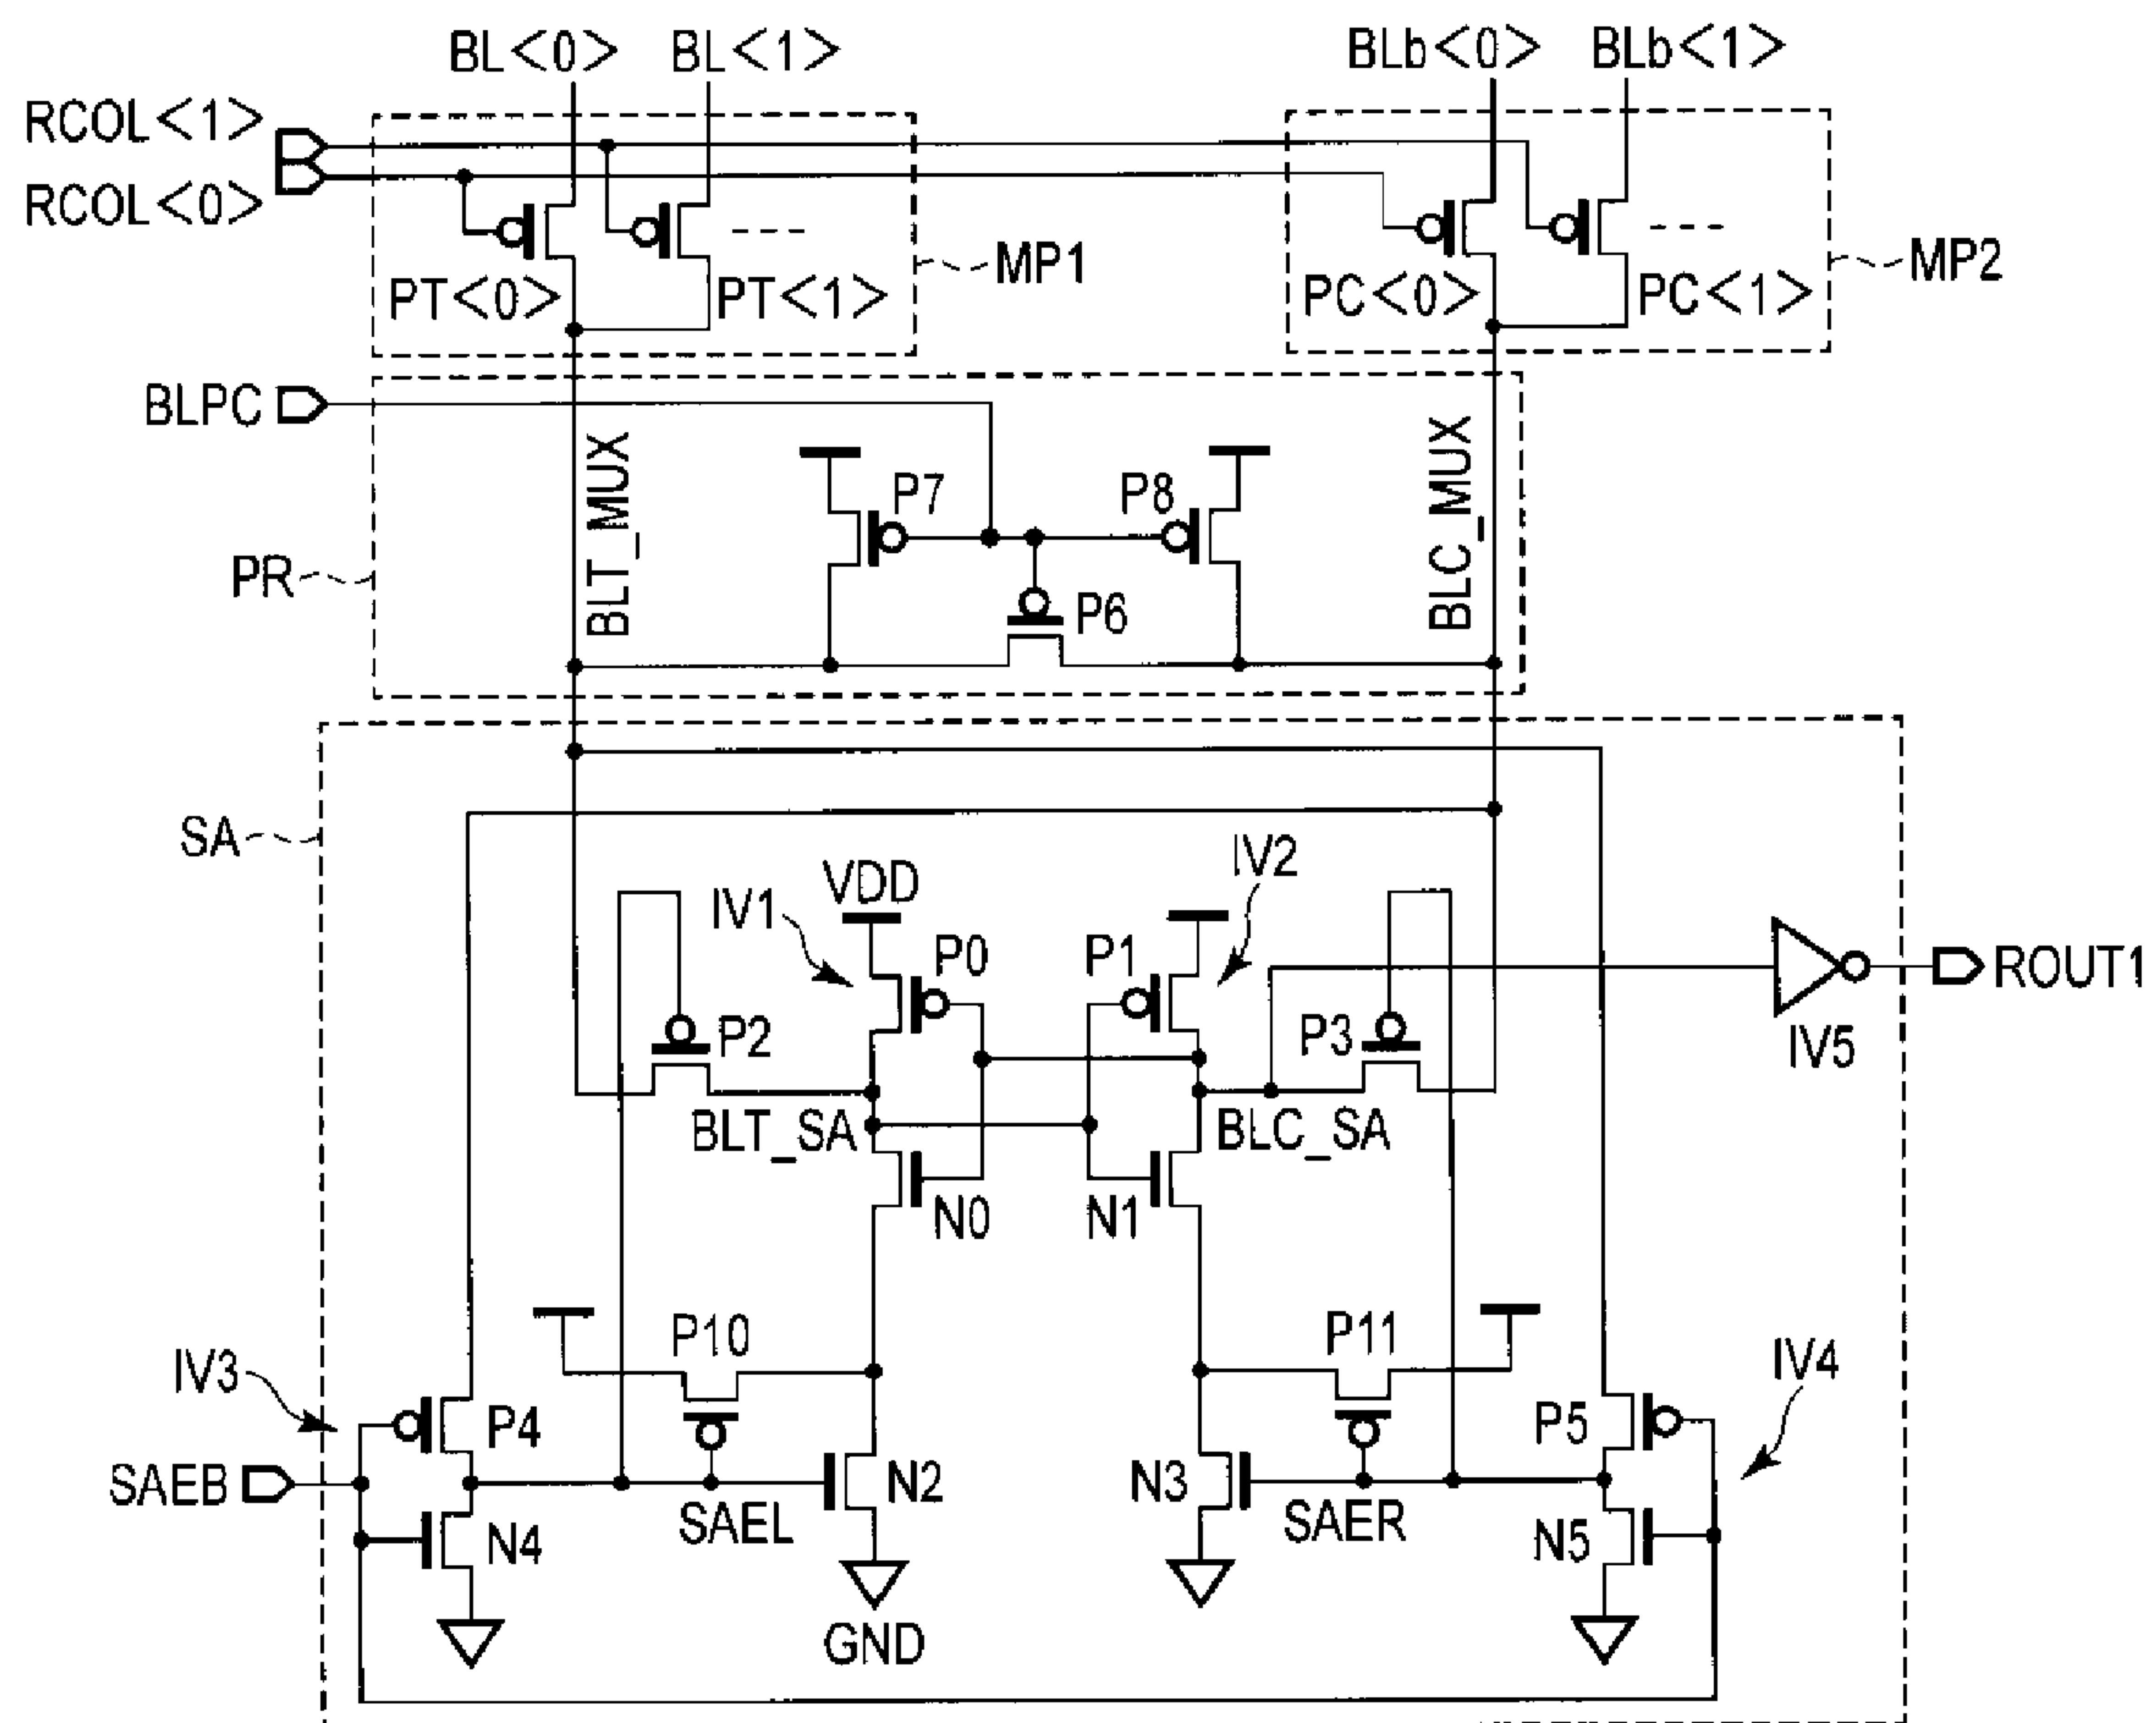 BL<0>
BL<1>
BLb<0>
BLb<1>
RCOL<1>
RCOL<0>
MP1
MP2
PT<0>
PT<1>
PC<0>
PC<1>
BLPC
BLT_MUX
BLC_MUX
P7
P8
PR
P6
SA
IV1
VDD
IV2
P0
P1
P2
P3
IV5
ROUT1
BLT_SA
BLC_SA
N0
N1
P10
P11
IV3
IV4
P4
P5
SAEB
SAEL
N2
N3
SAER
N4
N5
GND